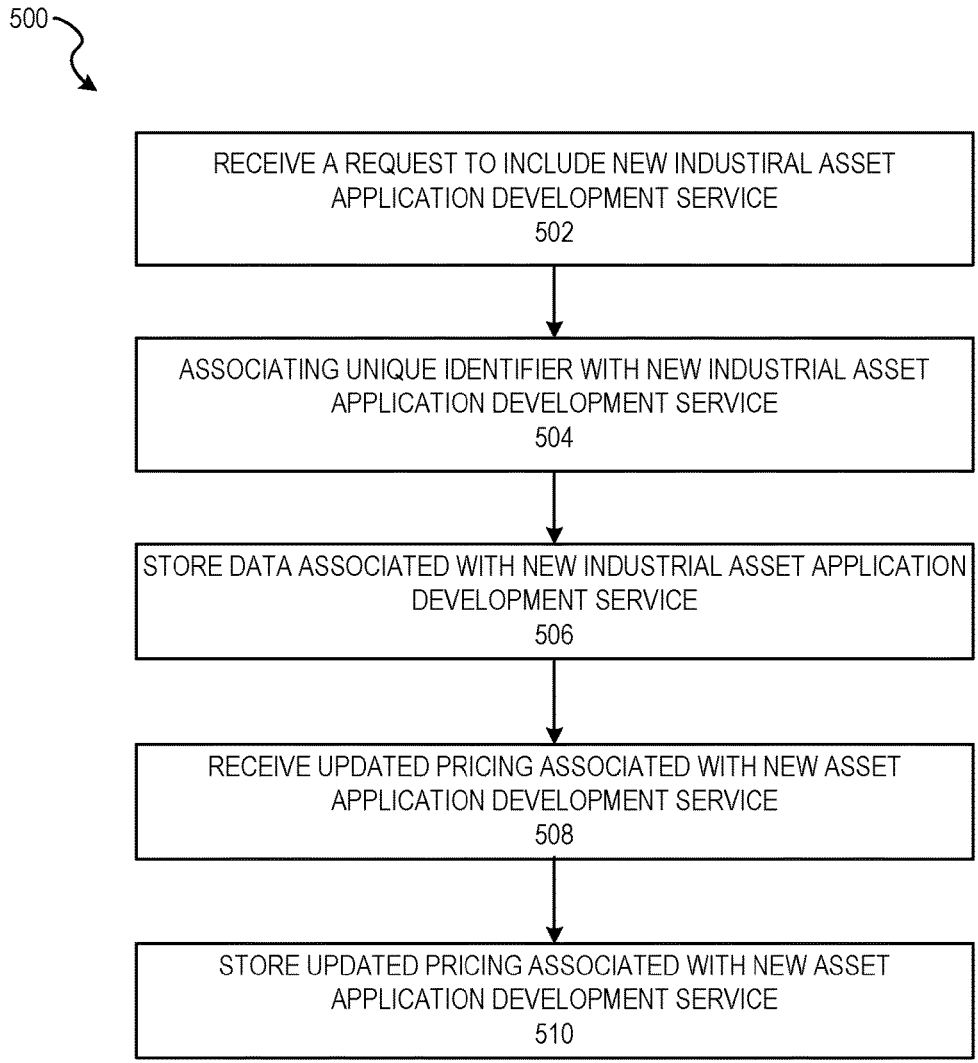 500
RECEIVE A REQUEST TO INCLUDE NEW INDUSTIRAL ASSET
APPLICATION DEVELOPMENT SERVICE
502
ASSOCIATING UNIQUE IDENTIFIER WITH NEW INDUSTRIAL ASSET
APPLICATION DEVELOPMENT SERVICE
504
STORE DATA ASSOCIATED WITH NEW INDUSTRIAL ASSET APPLICATION
DEVELOPMENT SERVICE
506
RECEIVE UPDATED PRICING ASSOCIATED WITH NEW ASSET
APPLICATION DEVELOPMENT SERVICE
508
STORE UPDATED PRICING ASSOCIATED WITH NEW ASSET
APPLICATION DEVELOPMENT SERVICE
510